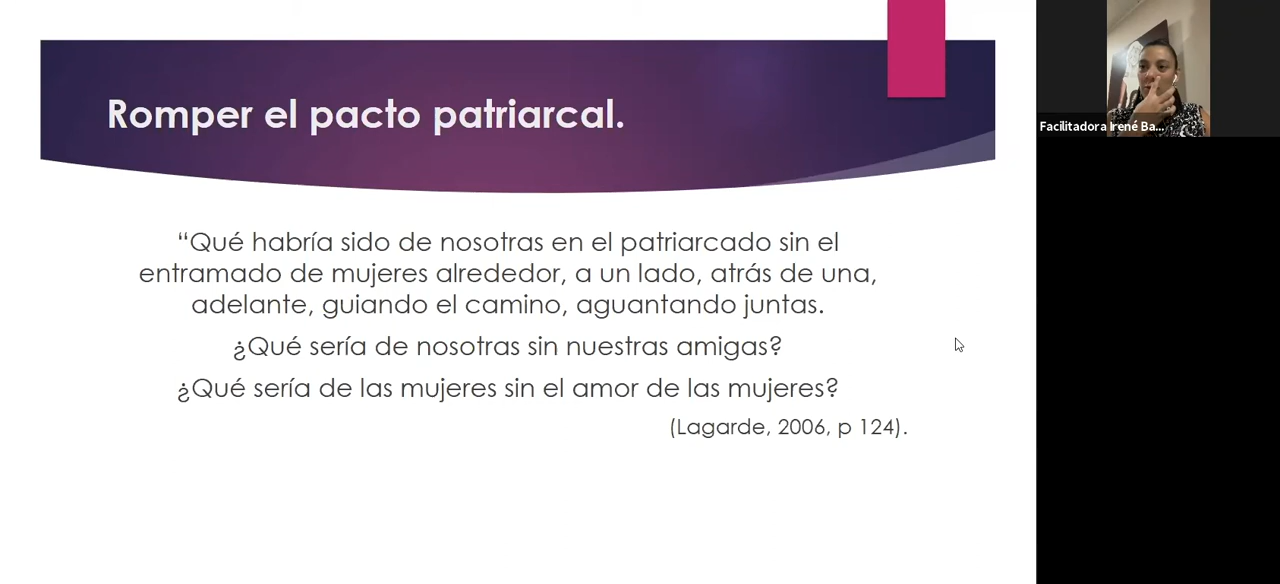 Romper el pacto patriarcal.
“Qué habría sido de nosotras en el patriarcado sin el
entramado de mujeres alrededor, a un lado, atrás de una,
adelante, guiando el camino, aguantando juntas.
¿Qué sería de nosotras sin nuestras amigas?
¿Qué sería de las mujeres sin el amor de las mujeres?
(Lagarde, 2006, p 124).
Facilitadora Irené Ba...